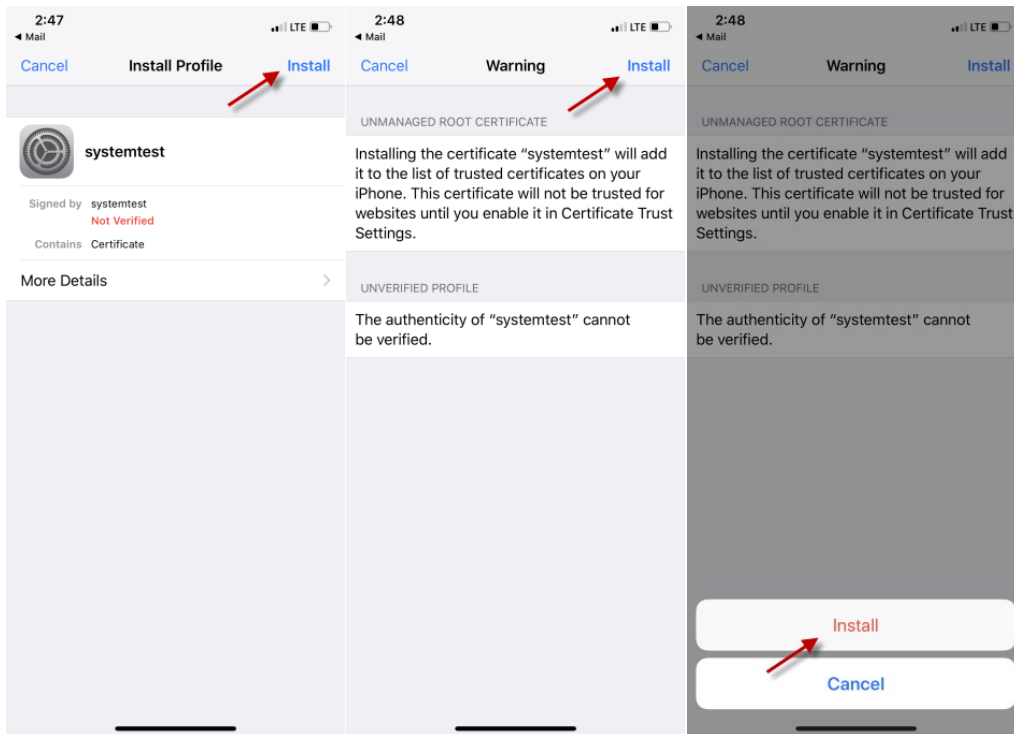 2:47
LTE
◀ Mail
Cancel
Install Profile
Install
systemtest
Signed by systemtest
Not Verified
Contains Certificate
More Details
2:48
LTE
◀ Mail
Cancel
Warning
Install
UNMANAGED ROOT CERTIFICATE
Installing the certificate “systemtest” will add
it to the list of trusted certificates on your
iPhone. This certificate will not be trusted for
websites until you enable it in Certificate Trust
Settings.
UNVERIFIED PROFILE
The authenticity of “systemtest” cannot
be verified.
2:48
LTE
◀ Mail
Cancel
Warning
Install
UNMANAGED ROOT CERTIFICATE
Installing the certificate “systemtest” will add
it to the list of trusted certificates on your
iPhone. This certificate will not be trusted for
websites until you enable it in Certificate Trust
Settings.
UNVERIFIED PROFILE
The authenticity of “systemtest” cannot
be verified.
Install
Cancel